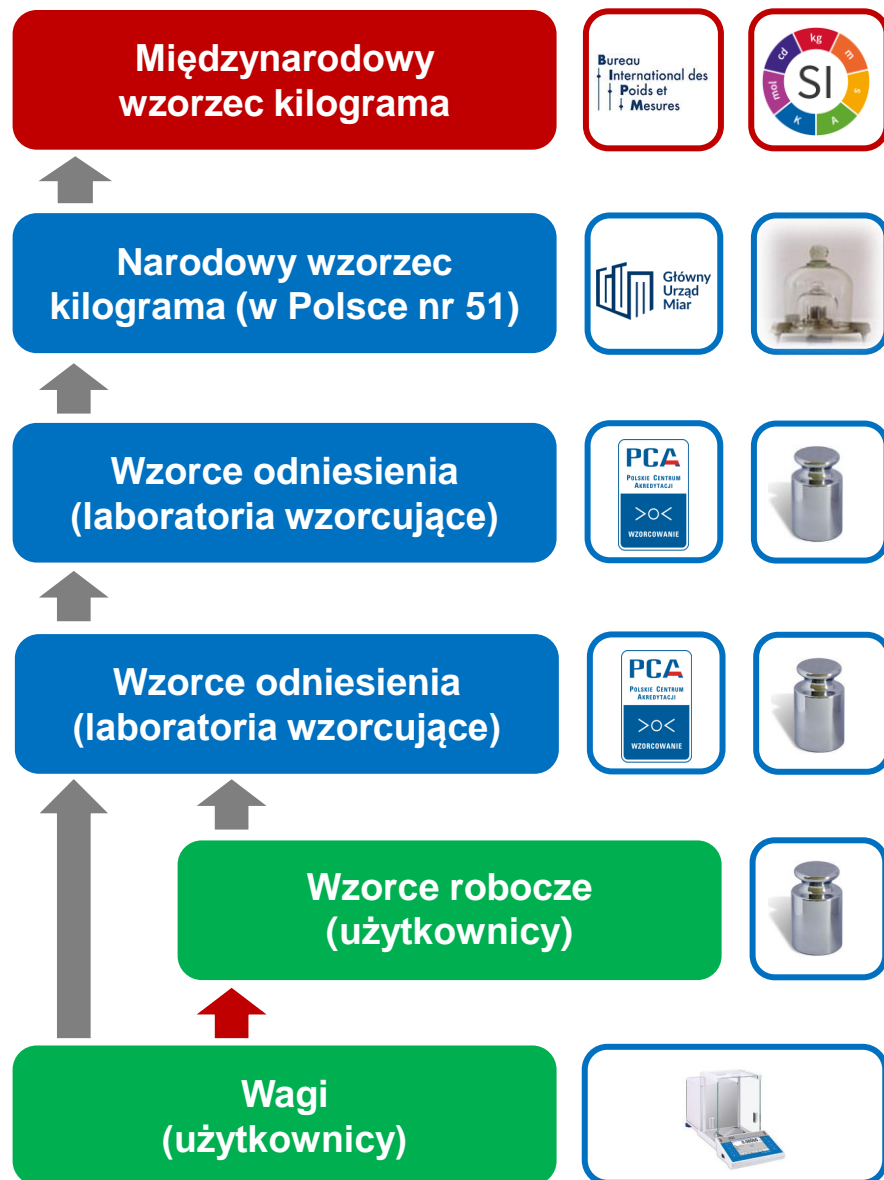 Międzynarodowy
wzorzec kilograma
Bureau
International des
Poids et
Mesures
cd
kg
m
s
A
K
mol
SI
Narodowy wzorzec
kilograma (w Polsce nr 51)
Główny
Urząd
Miar
Wzorce odniesienia
(laboratoria wzorcujące)
PCA
POLSKIE CENTRUM
AKREDYTACJI
WZORCOWANIE
Wzorce odniesienia
(laboratoria wzorcujące)
PCA
POLSKIE CENTRUM
AKREDYTACJI
WZORCOWANIE
Wzorce robocze
(użytkownicy)
Wagi
(użytkownicy)